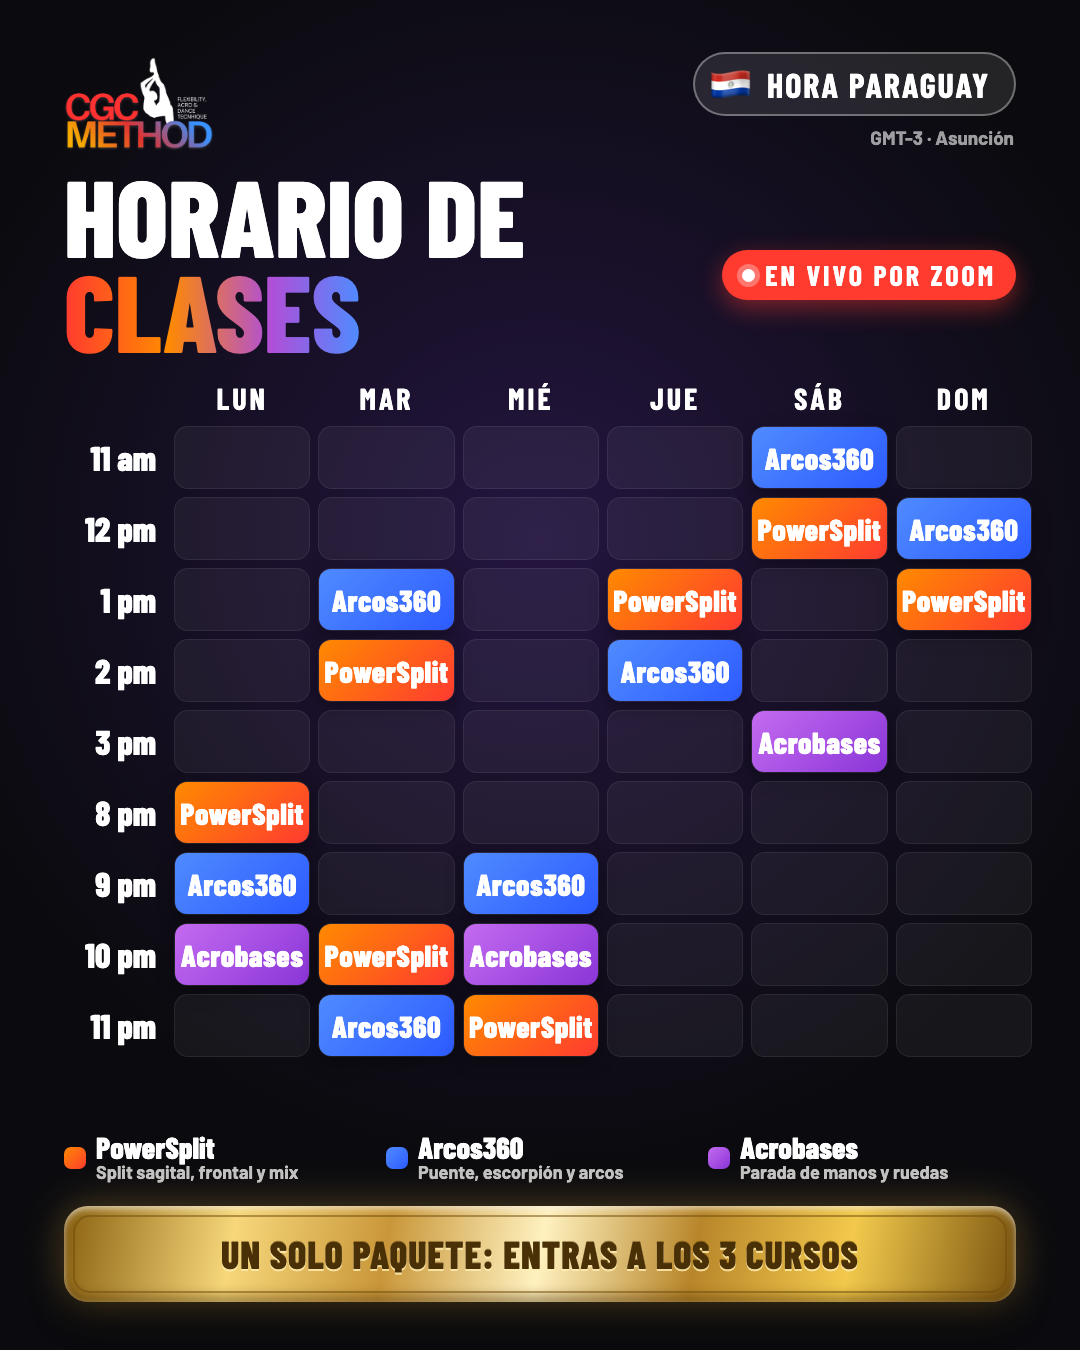 CGC
METHOD
FLEXIBILITY,
ACRO &
DANCE
TECNHIQUE
HORA PARAGUAY
GMT-3 · Asunción
HORARIO DE
CLASES
EN VIVO POR ZOOM
LUN MAR MIÉ JUE SÁB DOM
11 am Arcos360
12 pm PowerSplit Arcos360
1 pm Arcos360 PowerSplit PowerSplit
2 pm PowerSplit Arcos360
3 pm Acrobases
8 pm PowerSplit
9 pm Arcos360 Arcos360
10 pm Acrobases PowerSplit Acrobases
11 pm Arcos360 PowerSplit
PowerSplit
Split sagital, frontal y mix
Arcos360
Puente, escorpión y arcos
Acrobases
Parada de manos y ruedas
UN SOLO PAQUETE: ENTRAS A LOS 3 CURSOS